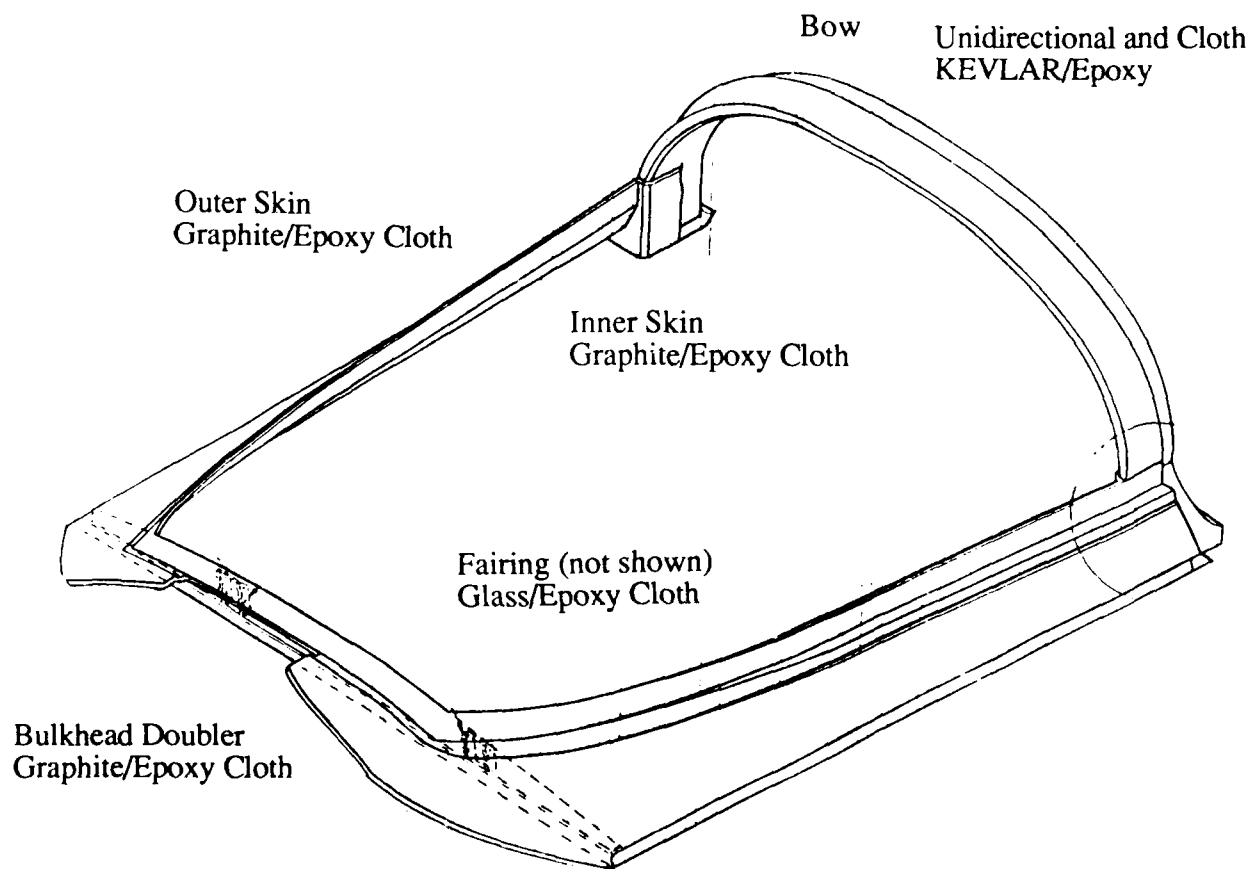 Bow
Unidirectional and Cloth
KEVLAR/Epoxy
Outer Skin
Graphite/Epoxy Cloth
Inner Skin
Graphite/Epoxy Cloth
Fairing (not shown)
Glass/Epoxy Cloth
Bulkhead Doubler
Graphite/Epoxy Cloth